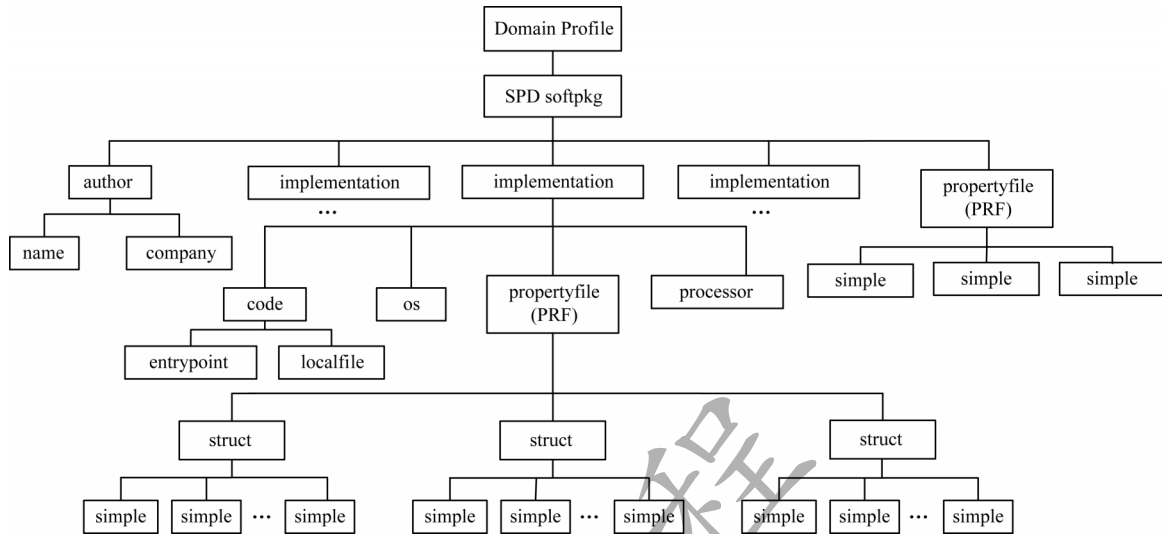 Domain Profile
SPD softpkg
author
implementation
implementation
implementation
propertyfile
(PRF)
...
...
name
company
simple
simple
simple
code
os
propertyfile
(PRF)
processor
entrypoint
localfile
struct
struct
struct
simple
simple
...
simple
simple
simple
...
simple
simple
simple
...
simple
程